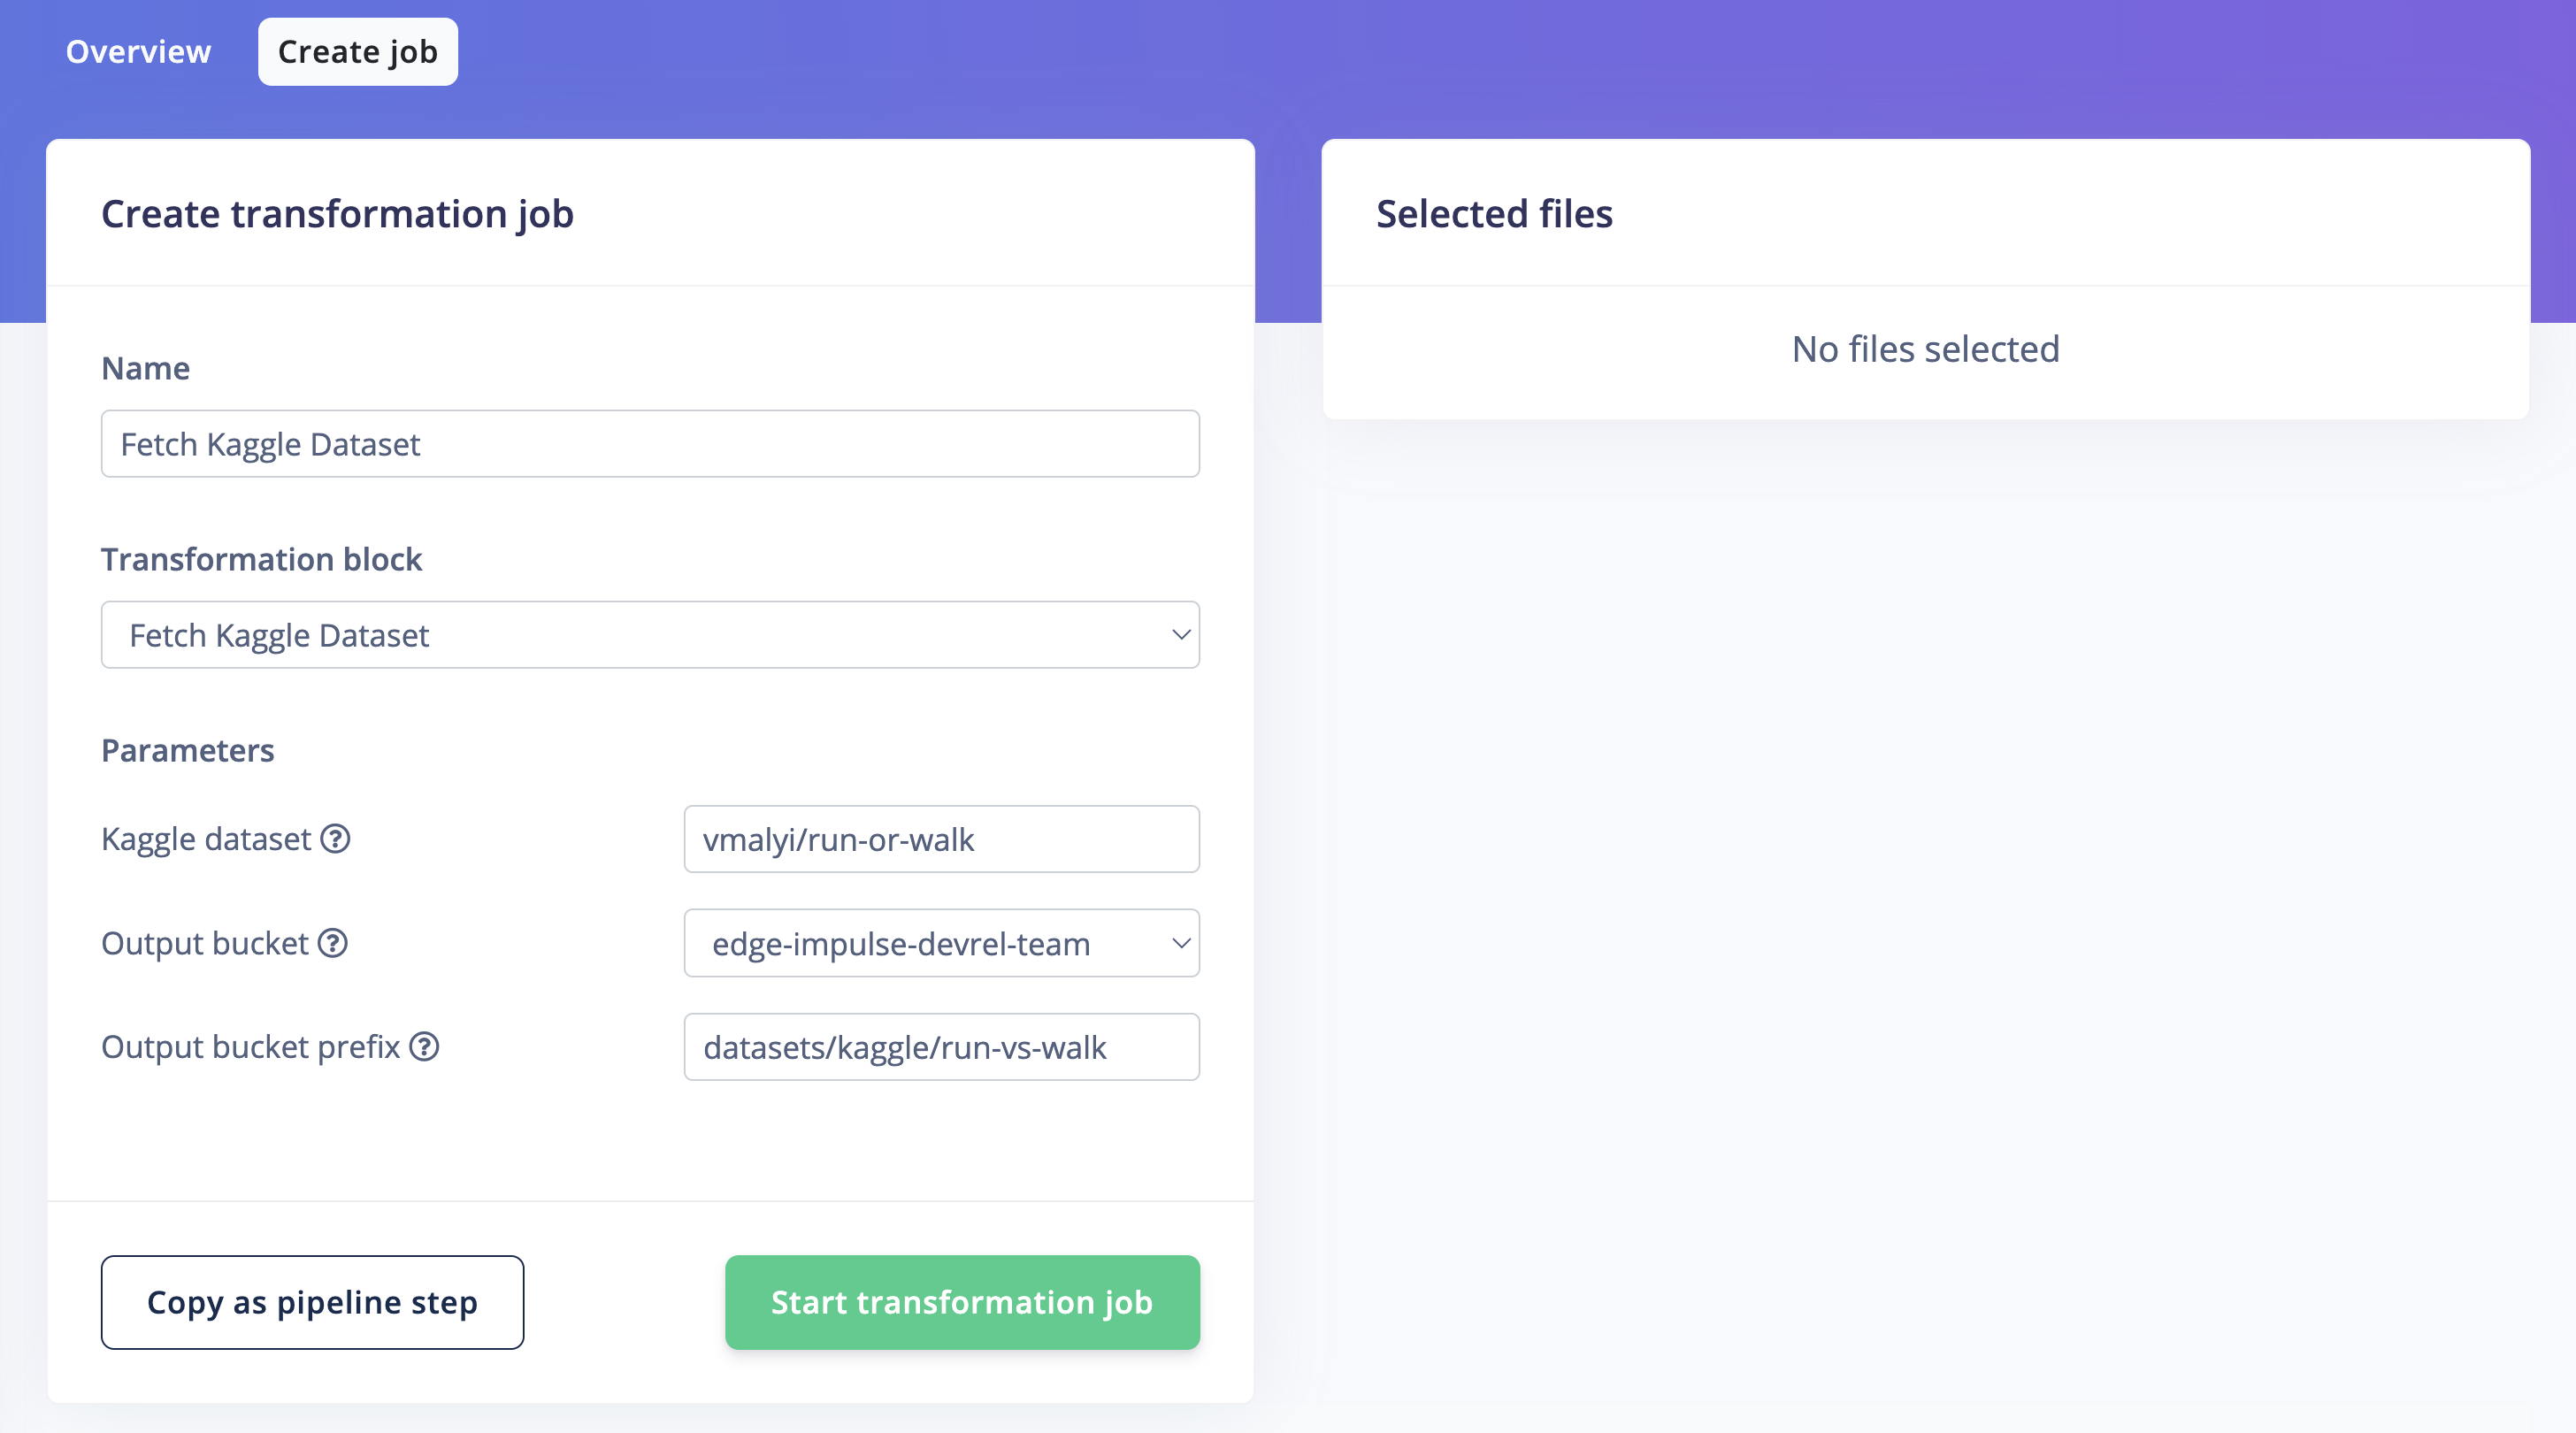 Overview
Create job
Create transformation job
Name
Fetch Kaggle Dataset
Transformation block
Fetch Kaggle Dataset
Parameters
Kaggle dataset ?
vmalyi/run-or-walk
Output bucket ?
edge-impulse-devrel-team
Output bucket prefix ?
datasets/kaggle/run-vs-walk
Copy as pipeline step
Start transformation job
Selected files
No files selected